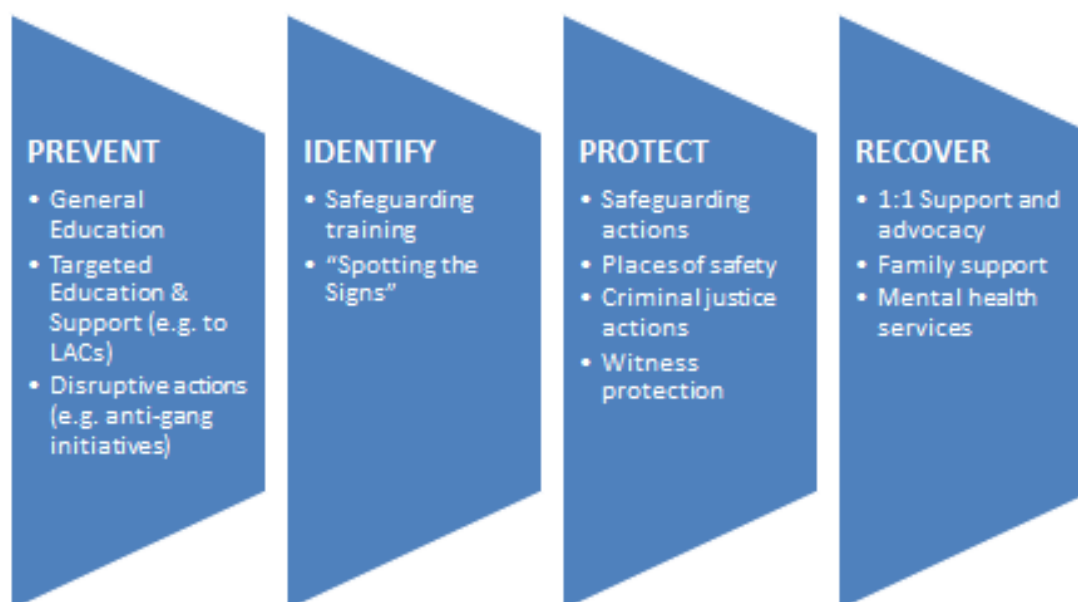 PREVENT
• General
Education
• Targeted
Education &
Support (e.g. to
LACs)
• Disruptive actions
(e.g. anti-gang
initiatives)
IDENTIFY
• Safeguarding
training
• “Spotting the
Signs”
PROTECT
• Safeguarding
actions
• Places of safety
• Criminal justice
actions
• Witness
protection
RECOVER
• 1:1 Support and
advocacy
• Family support
• Mental health
services